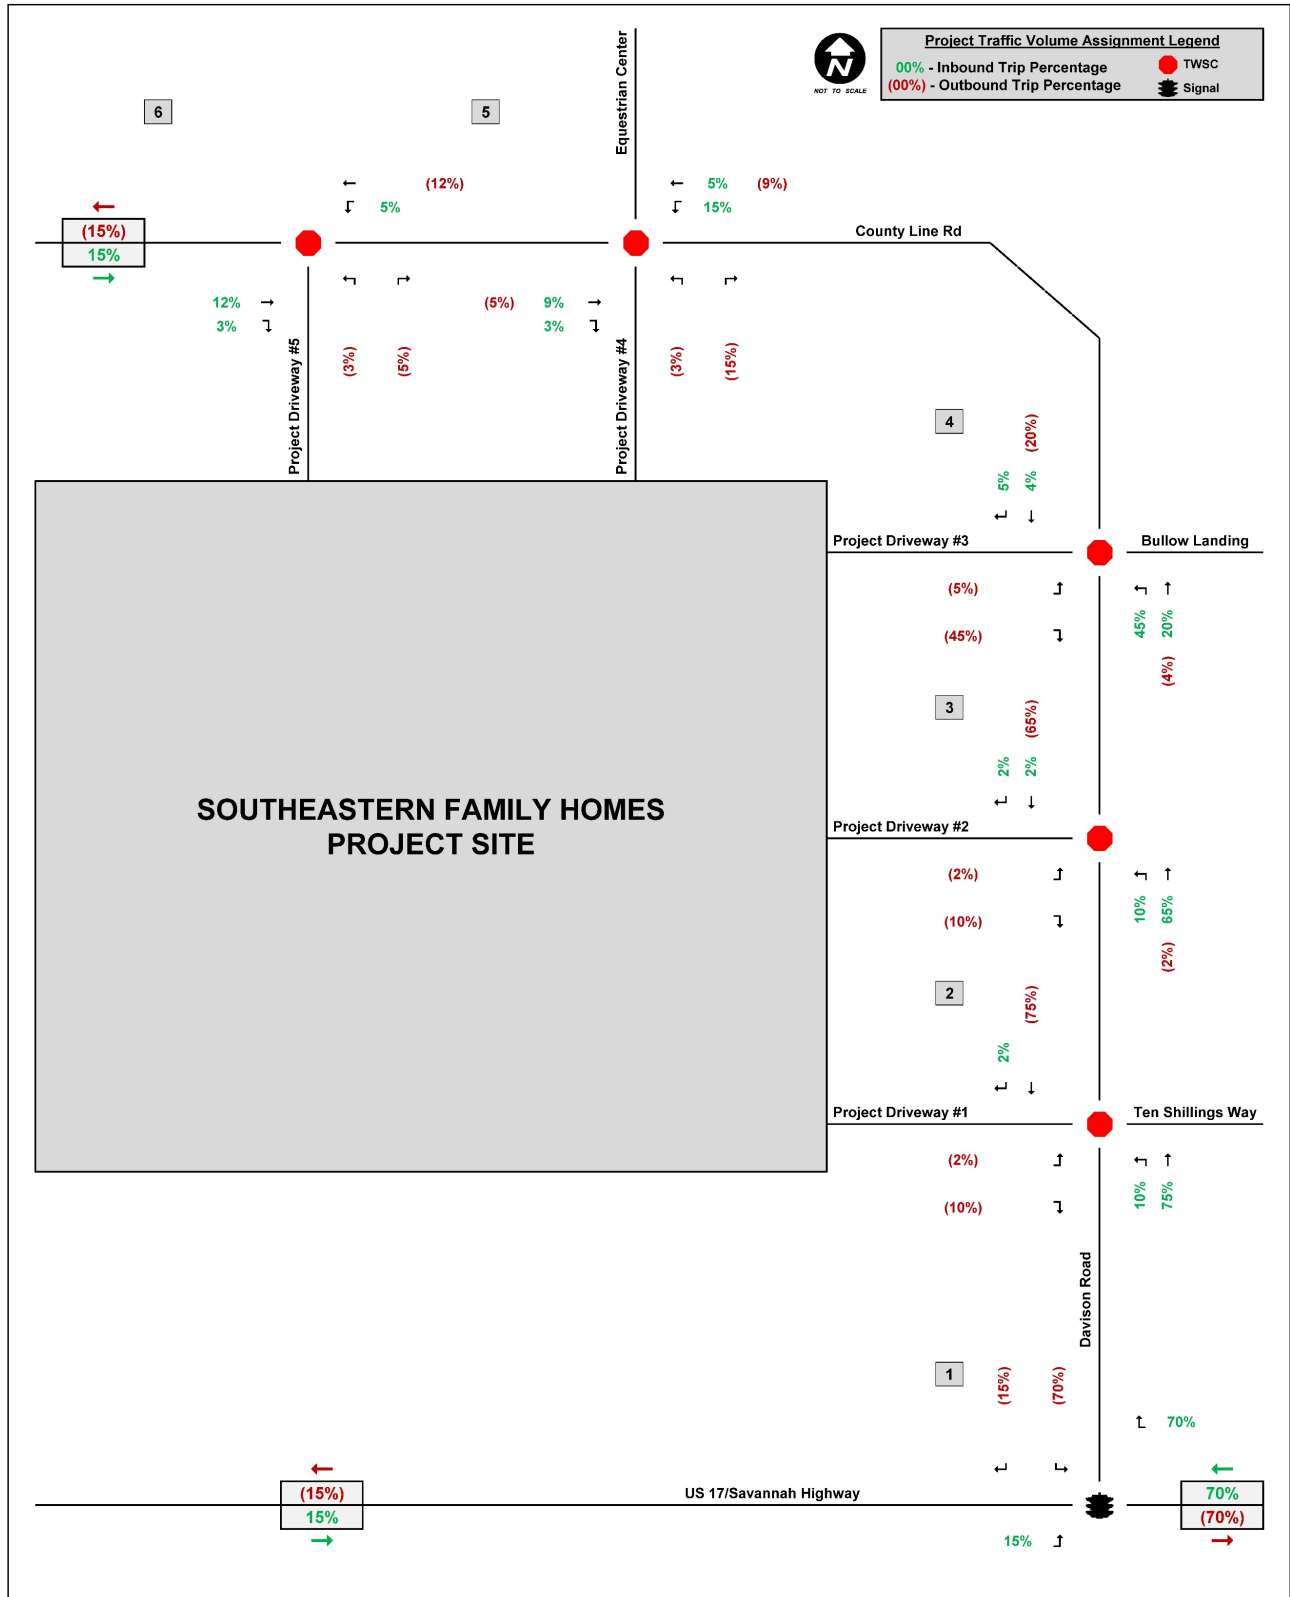 Project Traffic Volume Assignment Legend
00% - Inbound Trip Percentage
TWSC
(00%) - Outbound Trip Percentage
Signal
N
NOT TO SCALE
Equestrian Center
6
5
(12%)
5%
5% (9%)
15%
(15%)
15%
County Line Rd
12%
3%
(5%) 9%
3%
Project Driveway #5
(3%)
(5%)
Project Driveway #4
(3%)
(15%)
4
(20%)
5%
4%
Project Driveway #3
Bullow Landing
(5%)
(45%)
45%
20%
(4%)
3
(65%)
2%
2%
SOUTHEASTERN FAMILY HOMES
PROJECT SITE
Project Driveway #2
(2%)
(10%)
10%
65%
(2%)
2
(75%)
2%
Project Driveway #1
Ten Shillings Way
(2%)
(10%)
10%
75%
Davison Road
1
(15%)
(70%)
70%
(15%)
15%
US 17/Savannah Highway
70%
(70%)
15%